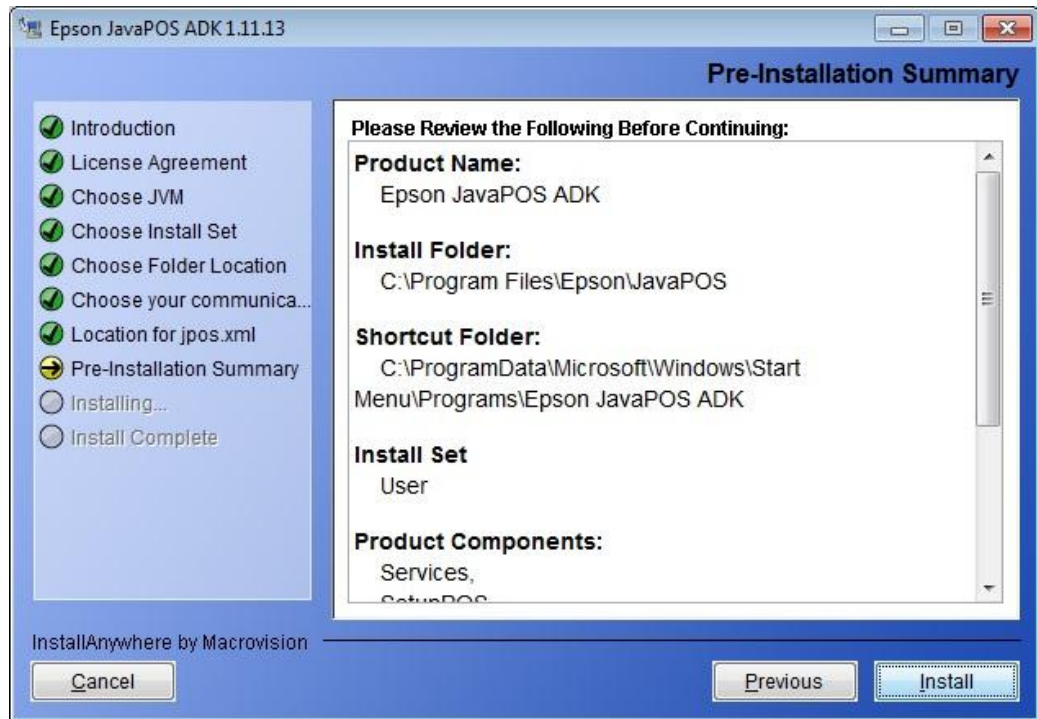 Epson JavaPOS ADK 1.11.13
Pre-Installation Summary
Introduction
License Agreement
Choose JVM
Choose Install Set
Choose Folder Location
Choose your communica...
Location for jpos.xml
Pre-Installation Summary
Installing...
Install Complete
Please Review the Following Before Continuing:
Product Name:
Epson JavaPOS ADK
Install Folder:
C:\Program Files\Epson\JavaPOS
Shortcut Folder:
C:\ProgramData\Microsoft\Windows\Start
Menu\Programs\Epson JavaPOS ADK
Install Set
User
Product Components:
Services,
SetupPOS
InstallAnywhere by Macrovision
Cancel
Previous
Install